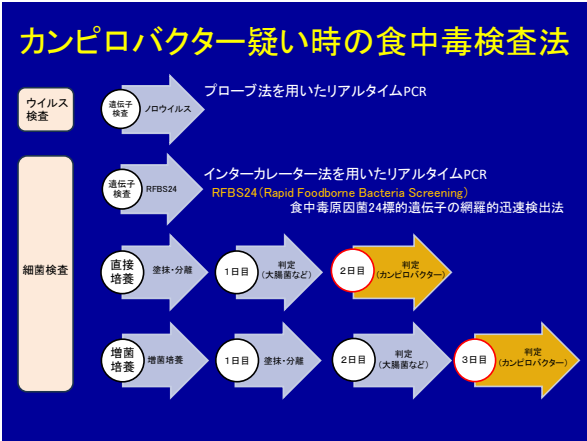 カンピロバクター疑い時の食中毒検査法
ウイルス
検査
遺伝子
検査
ノロウイルス
プローブ法を用いたリアルタイムPCR
細菌検査
遺伝子
検査
RFBS24
インターカレーター法を用いたリアルタイムPCR
RFBS24(Rapid Foodborne Bacteria Screening)
食中毒原因菌24標的遺伝子の網羅的迅速検出法
直接
培養
塗抹・分離
1日目
判定
(大腸菌など)
2日目
判定
(カンピロバクター)
増菌
培養
増菌培養
1日目
塗抹・分離
2日目
判定
(大腸菌など)
3日目
判定
(カンピロバクター)